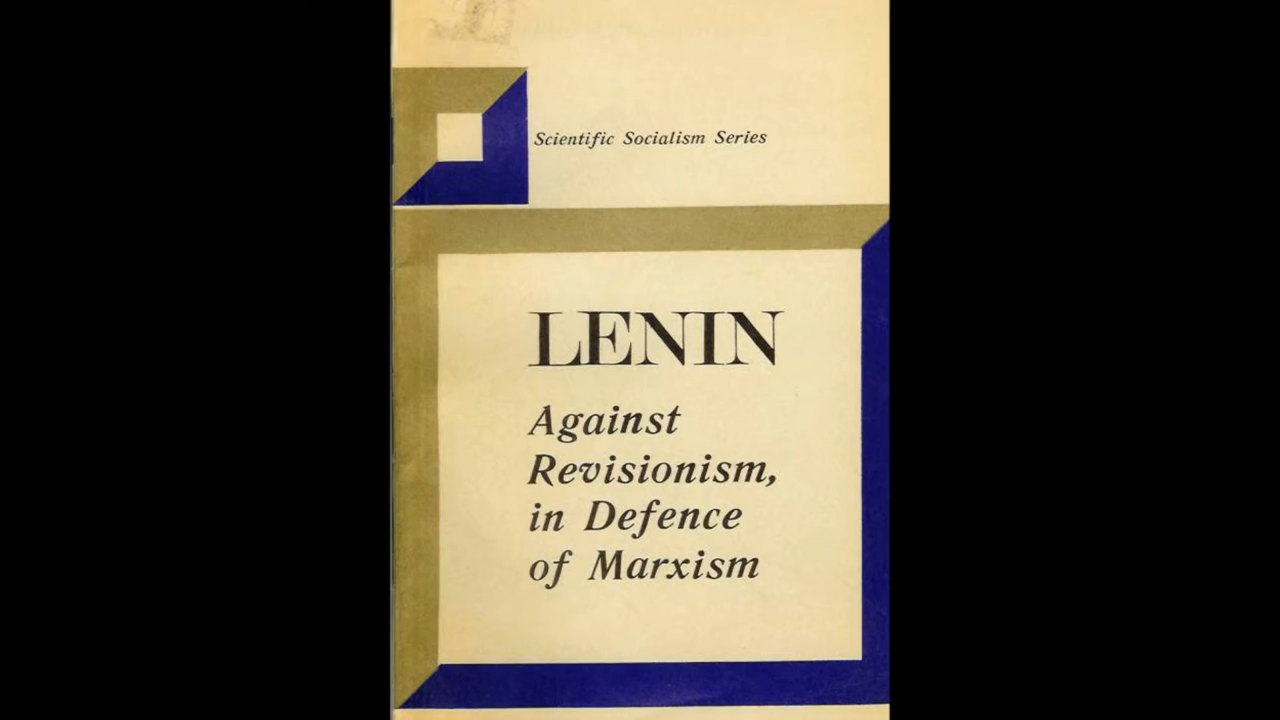 Scientific Socialism Series
LENIN
Against
Revisionism,
in Defence
of Marxism